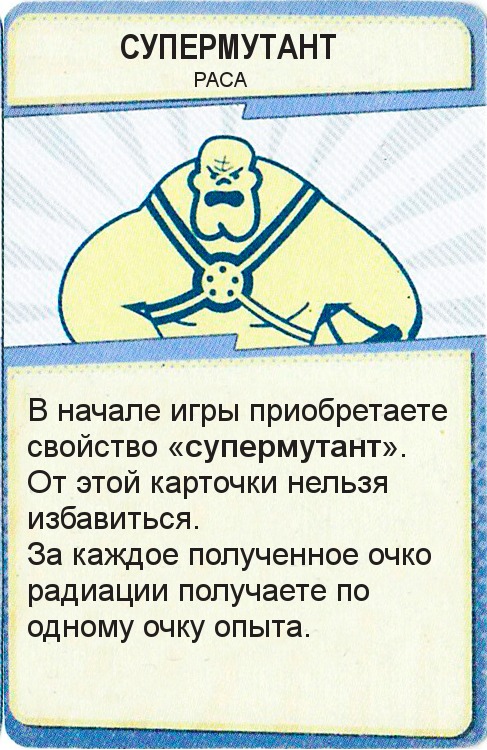 СУПЕРМУТАНТ
РАСА
В начале игры приобретаете
свойство «супермутант».
От этой карточки нельзя
избавиться.
За каждое полученное очко
радиации получаете по
одному очку опыта.